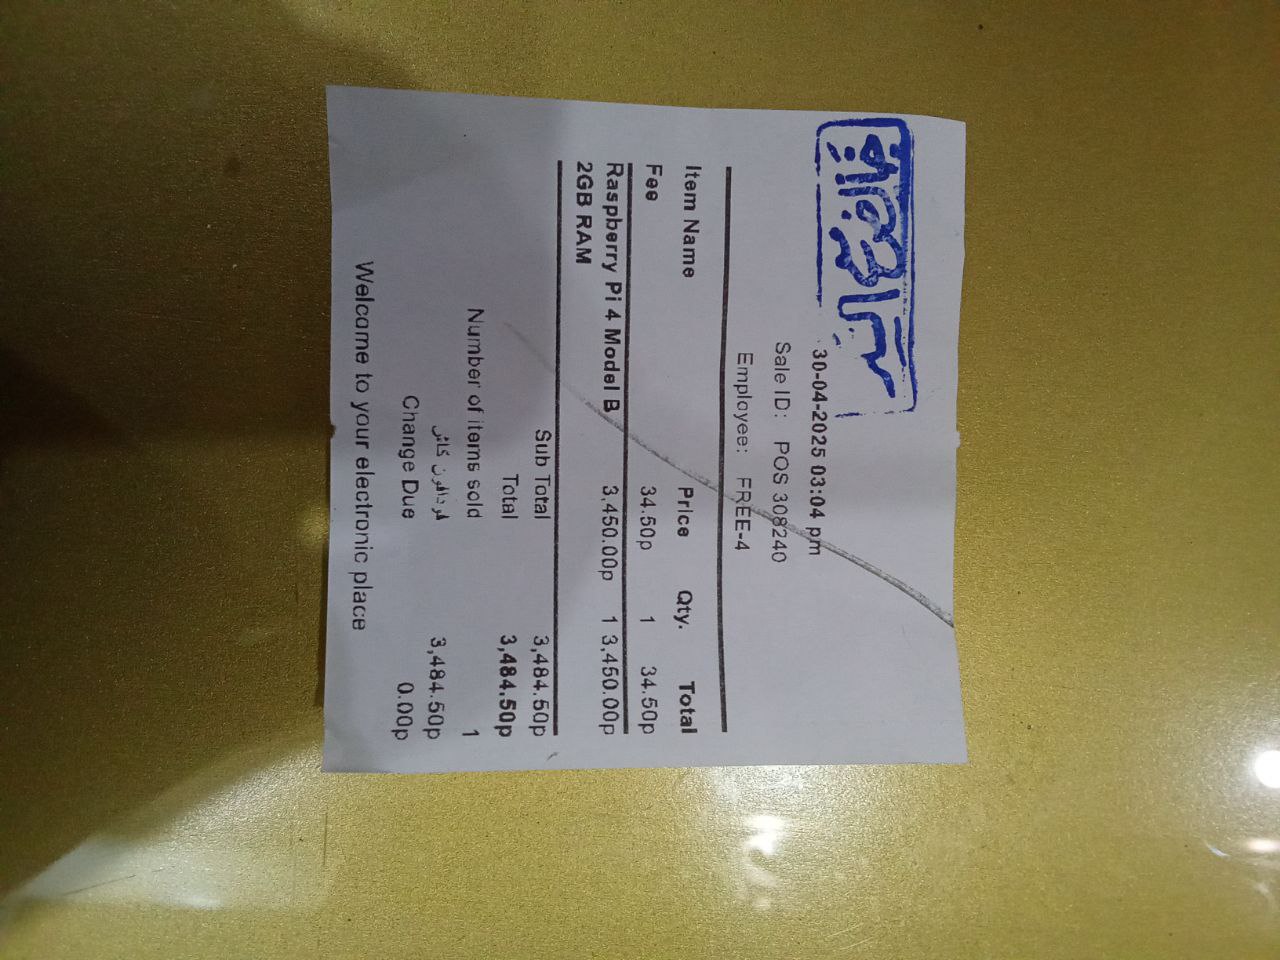 30-04-2025 03:04 pm
Sale ID: POS 308240
Employee: FREE-4
Item Name Price Qty. Total
Fee 34.50p 1 34.50p
Raspberry Pi 4 Model B 3,450.00p 1 3,450.00p
2GB RAM
Sub Total 3,484.50p
Total 3,484.50p
Number of items sold 1
كاش 3,484.50p
Change Due 0.00p
Welcome to your electronic place